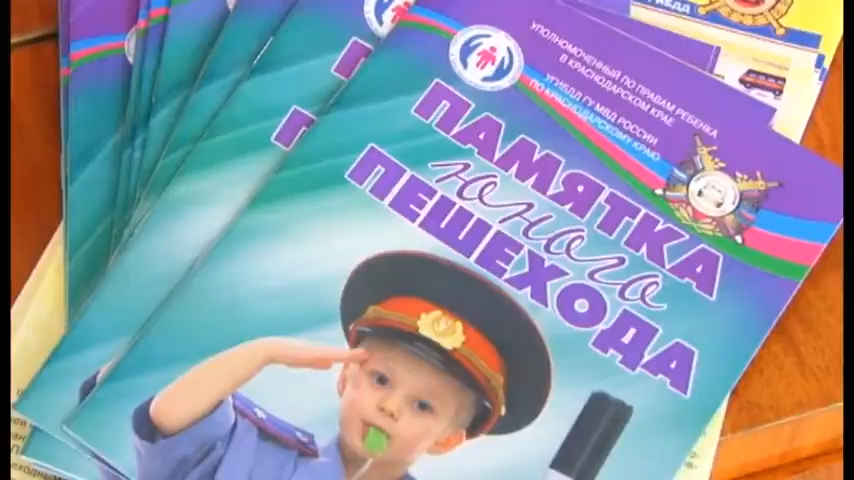 УПОЛНОМОЧЕННЫЙ ПО ПРАВАМ РЕБЕНКА
В КРАСНОДАРСКОМ КРАЕ
УГИБДД ГУ МВД РОССИИ
ПО КРАСНОДАРСКОМУ КРАЮ
ПАМЯТКА
юного
ПЕШЕХОДА